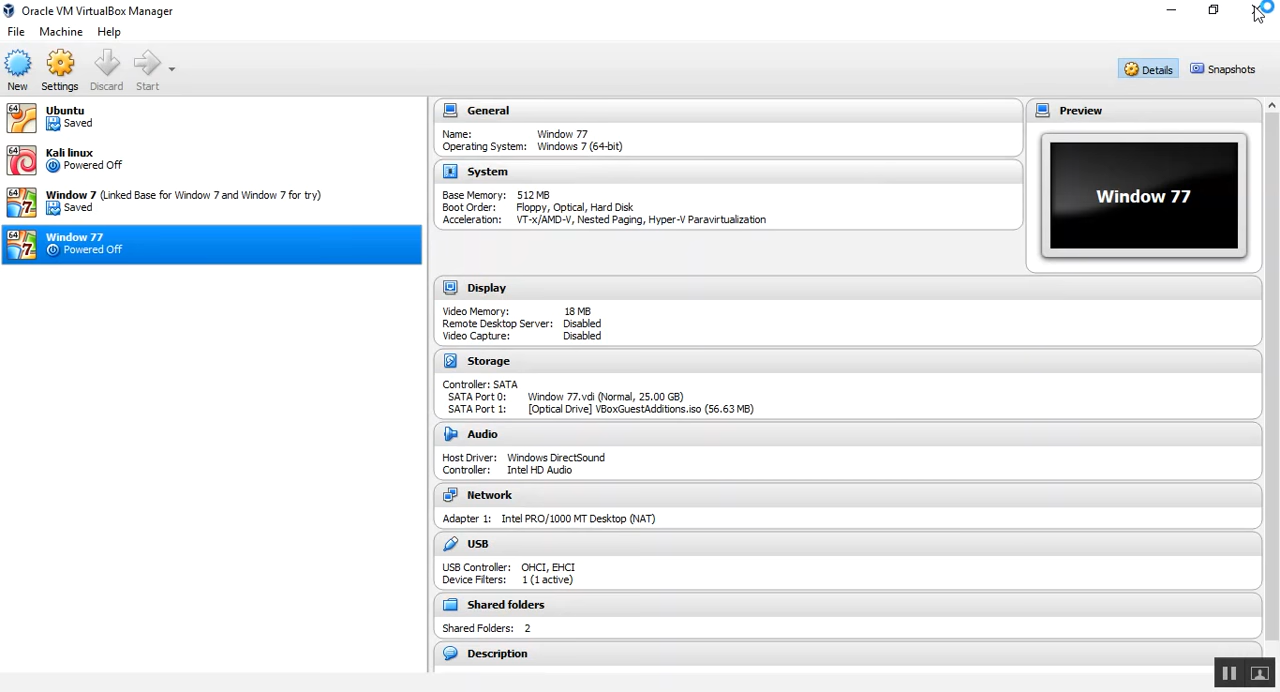 Oracle VM VirtualBox Manager
File Machine Help
New Settings Discard Start
Details Snapshots
64 Ubuntu
Saved
64 Kali linux
Powered Off
64 Window 7 (Linked Base for Window 7 and Window 7 for try)
Saved
64 Window 77
Powered Off
General
Name: Window 77
Operating System: Windows 7 (64-bit)
System
Base Memory: 512 MB
Boot Order: Floppy, Optical, Hard Disk
Acceleration: VT-x/AMD-V, Nested Paging, Hyper-V Paravirtualization
Preview
Window 77
Display
Video Memory: 18 MB
Remote Desktop Server: Disabled
Video Capture: Disabled
Storage
Controller: SATA
SATA Port 0: Window 77.vdi (Normal, 25.00 GB)
SATA Port 1: [Optical Drive] VBoxGuestAdditions.iso (56.63 MB)
Audio
Host Driver: Windows DirectSound
Controller: Intel HD Audio
Network
Adapter 1: Intel PRO/1000 MT Desktop (NAT)
USB
USB Controller: OHCI, EHCI
Device Filters: 1 (1 active)
Shared folders
Shared Folders: 2
Description